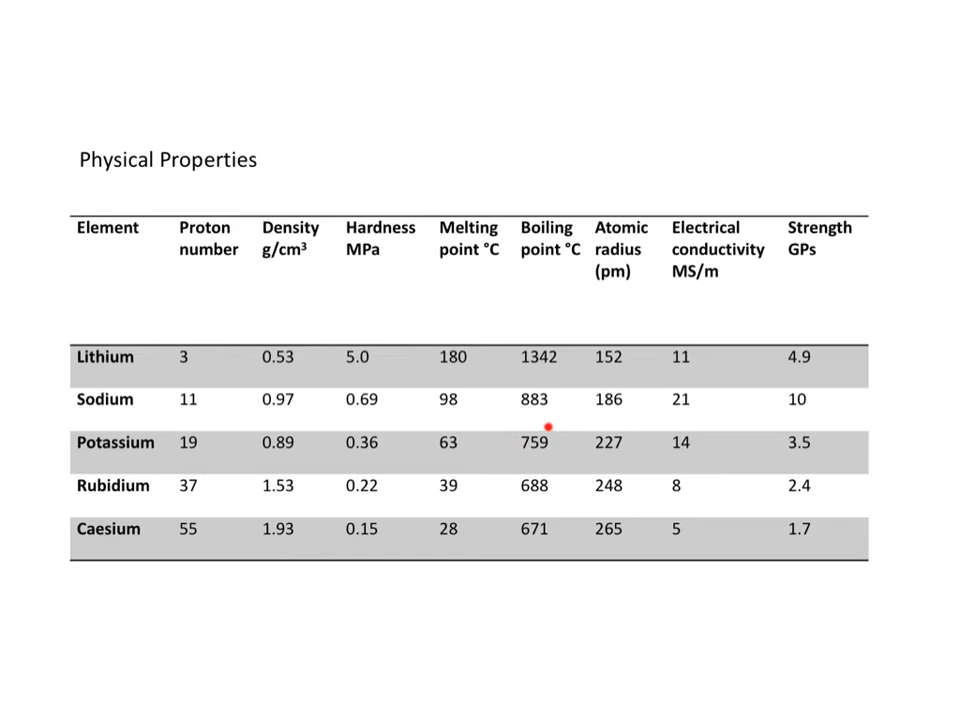 Physical Properties
Element Proton number Density g/cm³ Hardness MPa Melting point °C Boiling point °C Atomic radius (pm) Electrical conductivity MS/m Strength GPs
Lithium 3 0.53 5.0 180 1342 152 11 4.9
Sodium 11 0.97 0.69 98 883 186 21 10
Potassium 19 0.89 0.36 63 759 227 14 3.5
Rubidium 37 1.53 0.22 39 688 248 8 2.4
Caesium 55 1.93 0.15 28 671 265 5 1.7